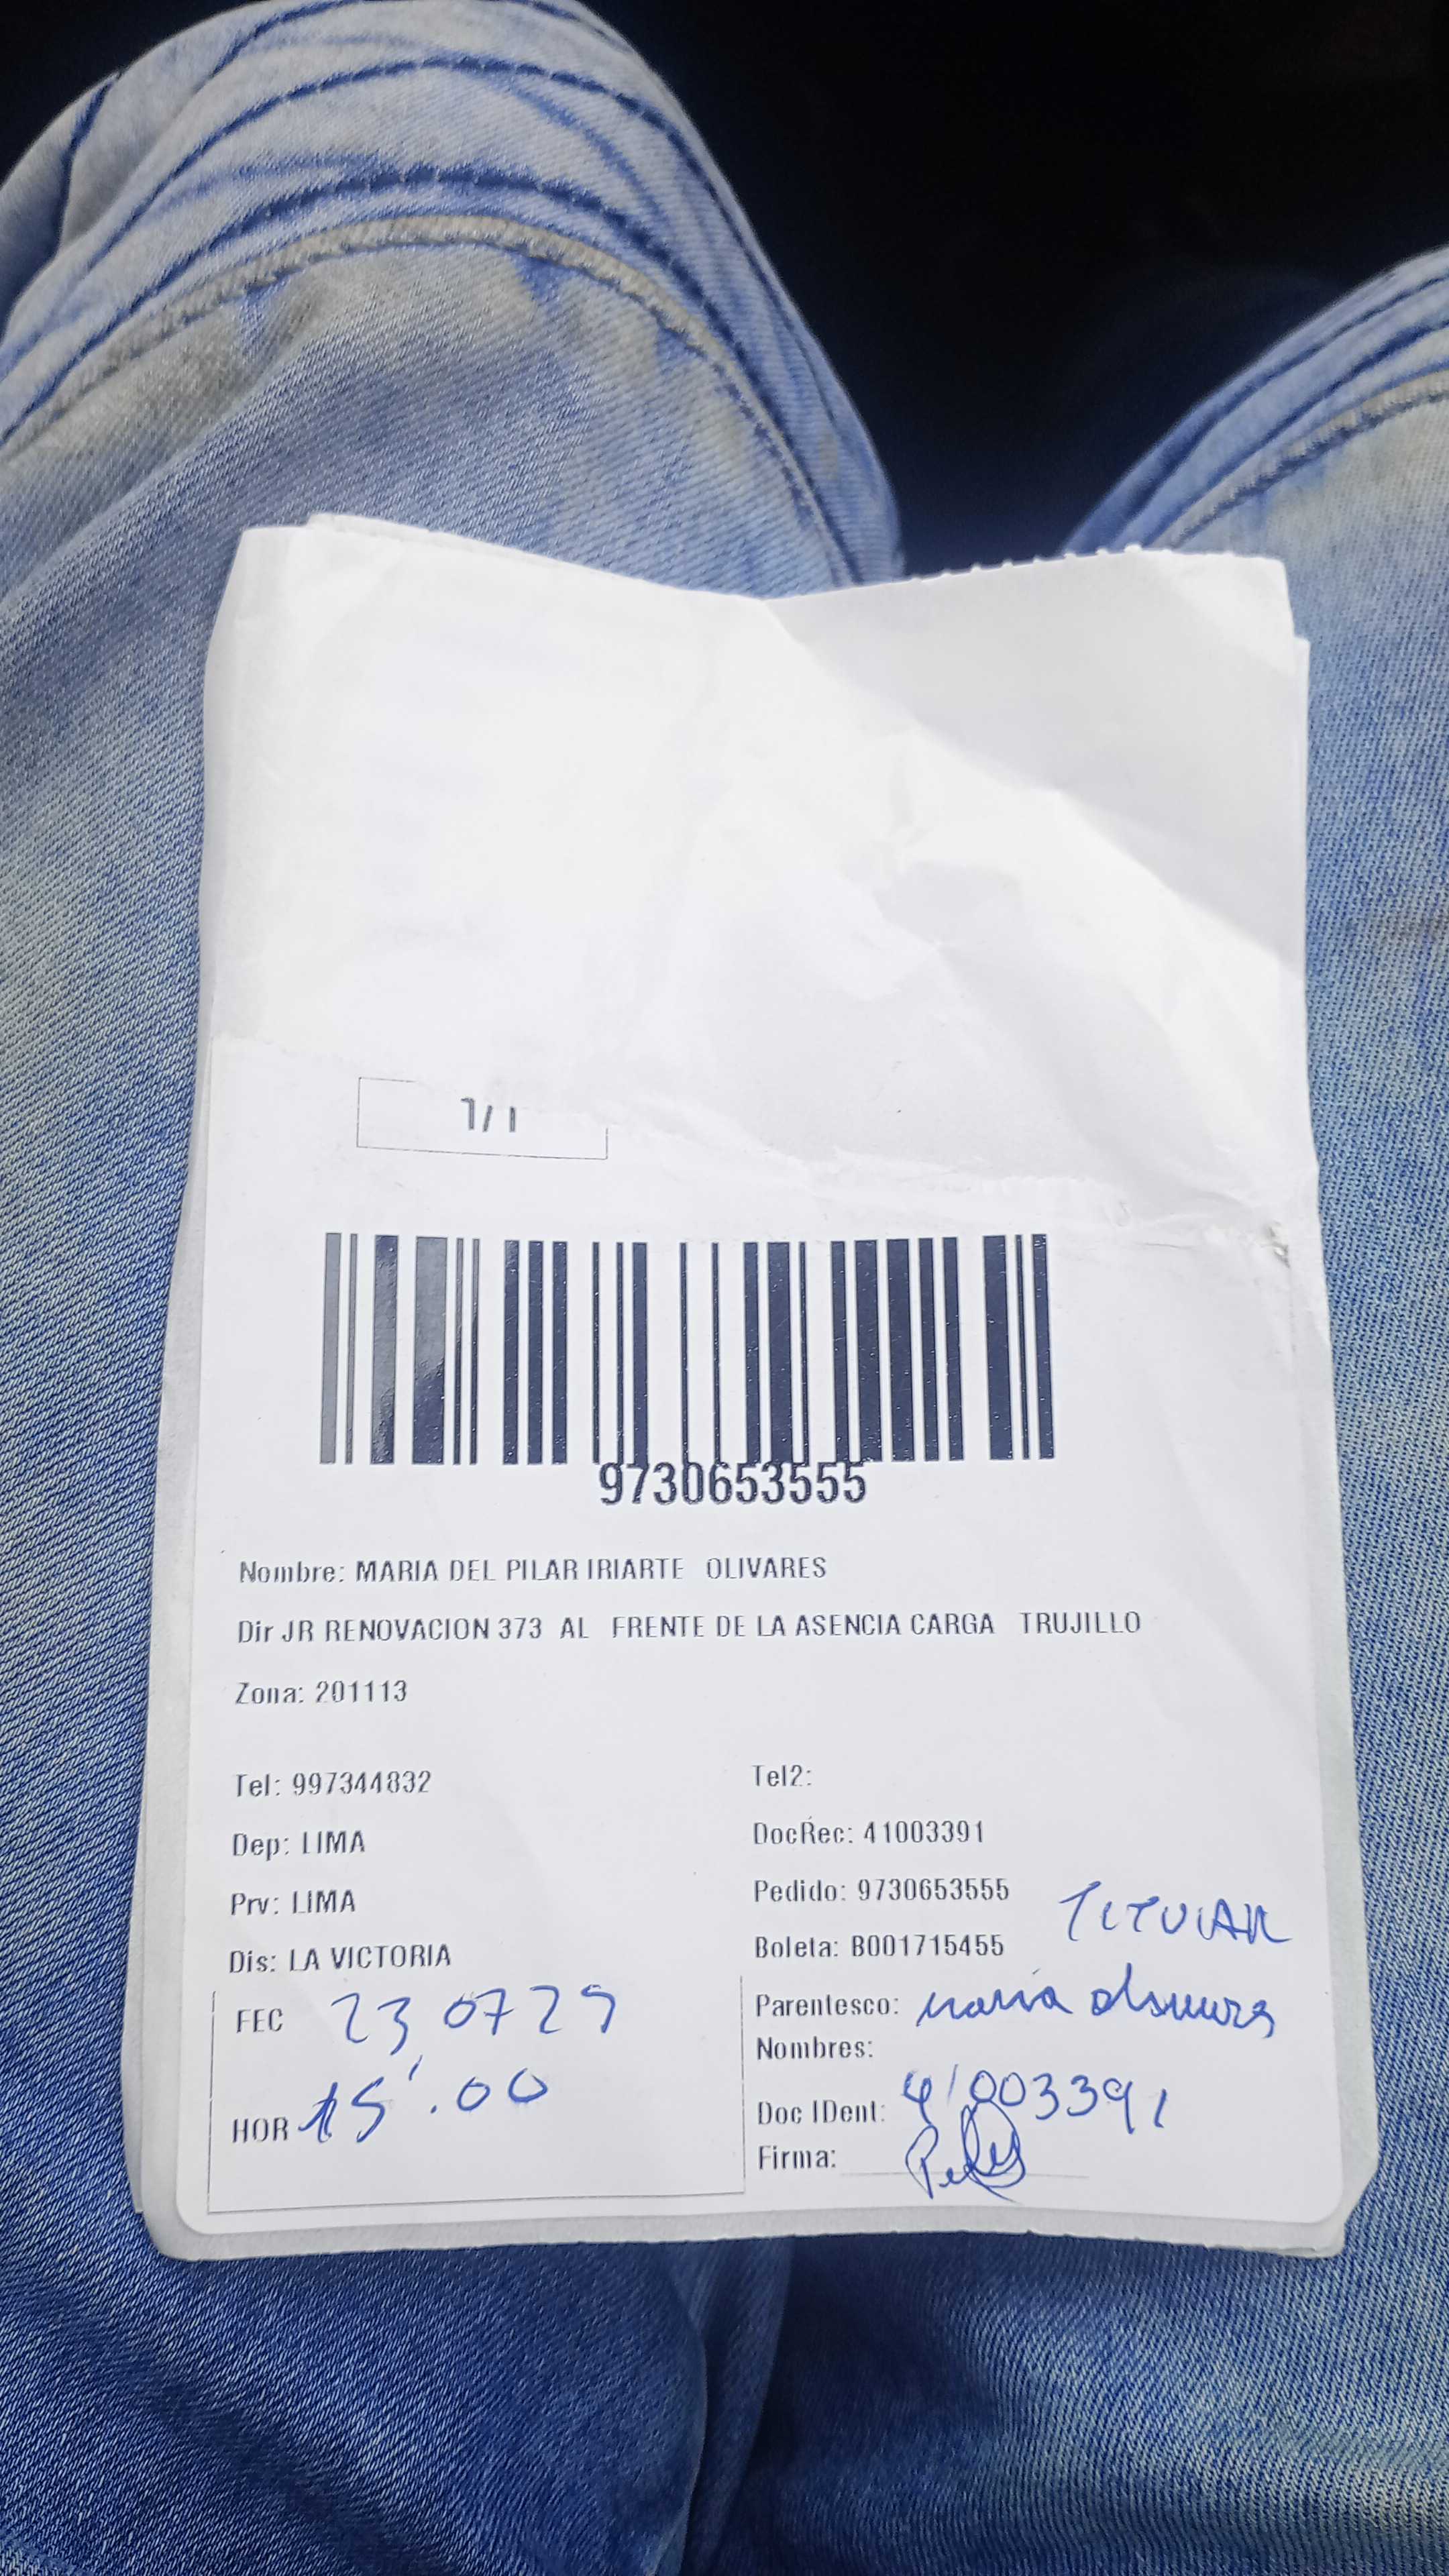 1/1
9730653555
Nombre: MARIA DEL PILAR IRIARTE OLIVARES
Dir JR RENOVACION 373 AL FRENTE DE LA ASENCIA CARGA TRUJILLO
Zona: 201113
Tel: 997344832
Tel2:
Dep: LIMA
DocRec: 41003391
Prv: LIMA
Pedido: 9730653555
TITULAR
Dis: LA VICTORIA
Boleta: B001715455
FEC 23 07 29
Parentesco: maria
Nombres:
HOR 15:00
Doc IDent: 41003391
Firma: